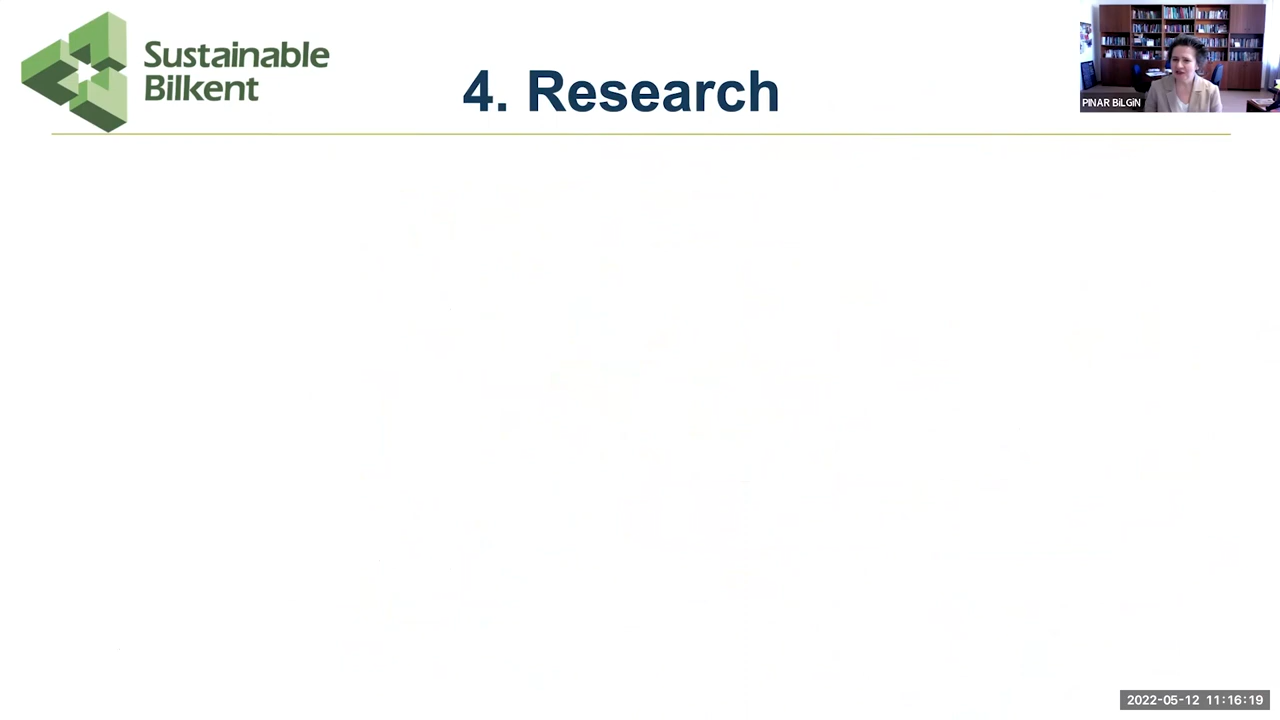 Sustainable
Bilkent
4. Research
PINAR BiLGiN
2022-05-12 11:16:19